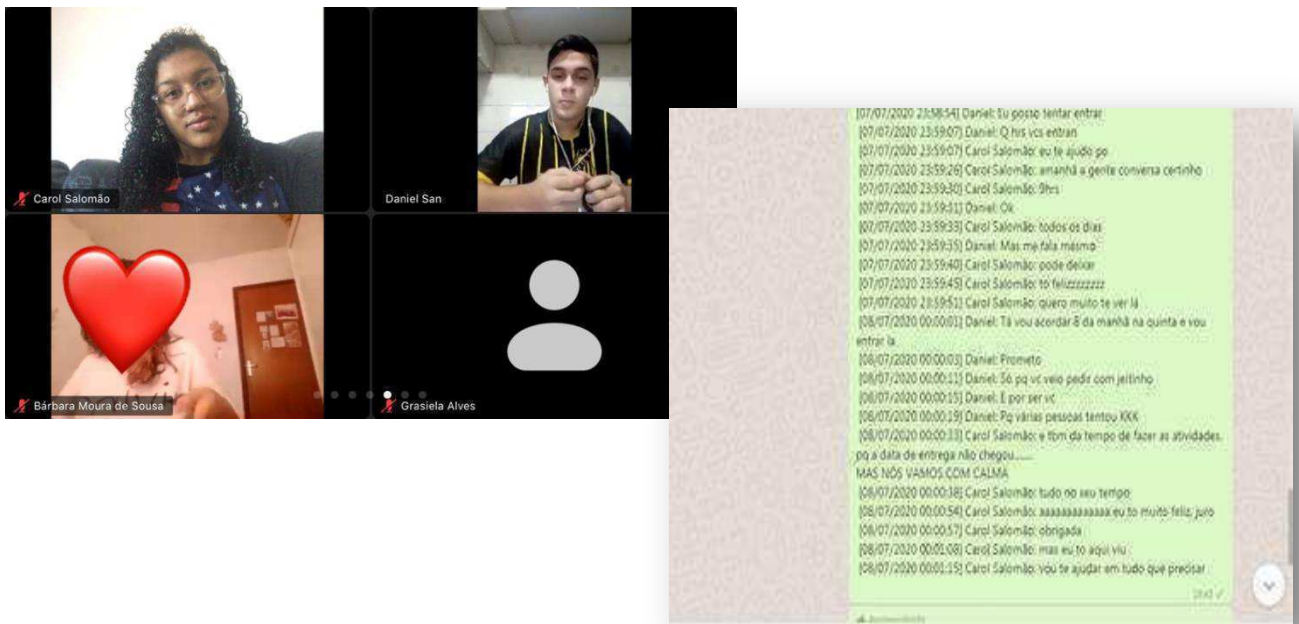 Carol Salomão
Daniel San
Bárbara Moura de Sousa
Grasiela Alves
[07/07/2020 23:58:54] Daniel: Eu posso tentar entrar
[07/07/2020 23:59:07] Daniel: Q hrs vcs entran
[07/07/2020 23:59:07] Carol Salomão: eu te ajudo po
[07/07/2020 23:59:26] Carol Salomão: amanhã a gente conversa certinho
[07/07/2020 23:59:30] Carol Salomão: 9hrs
[07/07/2020 23:59:31] Daniel: Ok
[07/07/2020 23:59:33] Carol Salomão: todos os dias
[07/07/2020 23:59:35] Daniel: Mas me fala mesmo
[07/07/2020 23:59:40] Carol Salomão: pode deixar
[07/07/2020 23:59:45] Carol Salomão: to felizzzzzzzz
[07/07/2020 23:59:51] Carol Salomão: quero muito te ver lá
[08/07/2020 00:00:01] Daniel: Tá vou acordar 8 da manhã na quinta e vou
entrar la
[08/07/2020 00:00:03] Daniel: Prometo
[08/07/2020 00:00:11] Daniel: Só pq vc veio pedir com jeitinho
[08/07/2020 00:00:15] Daniel: E por ser vc
[08/07/2020 00:00:19] Daniel: Pq várias pessoas tentou KKK
[08/07/2020 00:00:33] Carol Salomão: e tbm da tempo de fazer as atividades,
pq a data de entrega não chegou......
MAS NÓS VAMOS COM CALMA
[08/07/2020 00:00:38] Carol Salomão: tudo no seu tempo
[08/07/2020 00:00:54] Carol Salomão: aaaaaaaaaaaaa eu to muito feliz, juro
[08/07/2020 00:00:57] Carol Salomão: obrigada
[08/07/2020 00:01:08] Carol Salomão: mas eu to aqui viu
[08/07/2020 00:01:15] Carol Salomão: vou te ajudar em tudo que precisar